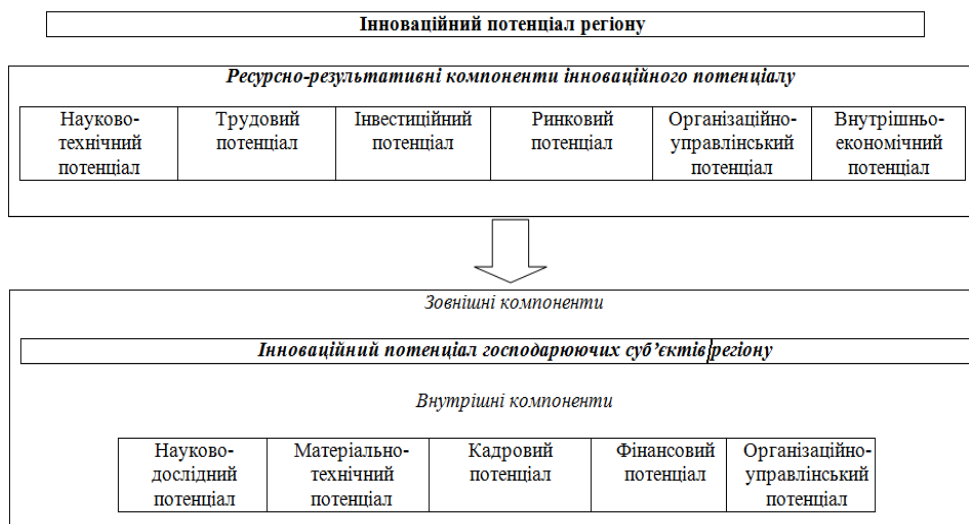 Інноваційний потенціал регіону
Ресурсно-результативні компоненти інноваційного потенціалу
Науково-
технічний
потенціал
Трудовий
потенціал
Інвестиційний
потенціал
Ринковий
потенціал
Організаційно-
управлінський
потенціал
Внутрішньо-
економічний
потенціал
Зовнішні компоненти
Інноваційний потенціал господарюючих суб’єктів регіону
Внутрішні компоненти
Науково-
дослідний
потенціал
Матеріально-
технічний
потенціал
Кадровий
потенціал
Фінансовий
потенціал
Організаційно-
управлінський
потенціал